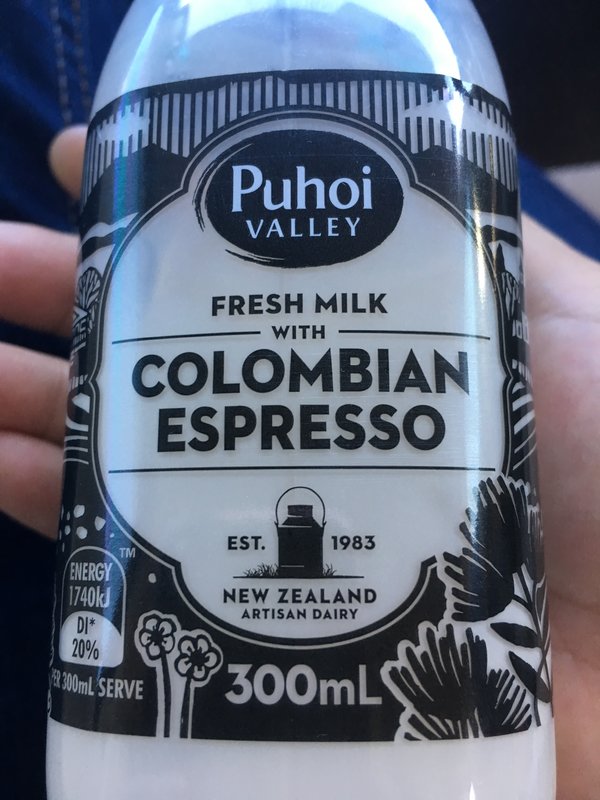 Puhoi
VALLEY
FRESH MILK
WITH
COLOMBIAN
ESPRESSO
EST. 1983
NEW ZEALAND
ARTISAN DAIRY
TM
ENERGY
1740kJ
DI*
20%
PER 300mL SERVE
300mL